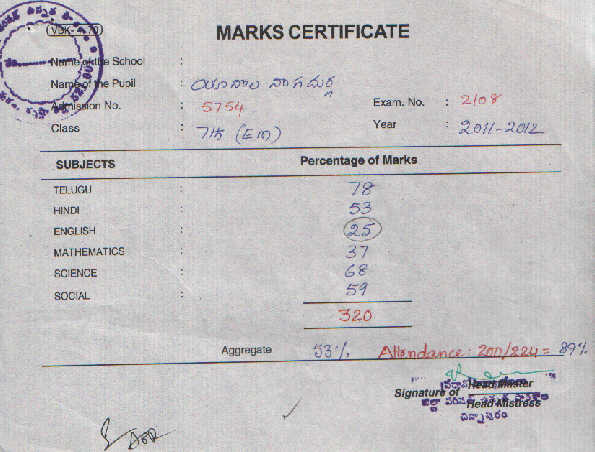 MARKS CERTIFICATE
Name of the School :
Name of the Pupil : యానాల నాగమణి
Admission No. : 5754 Exam. No. : 2108
Class : 7th (EM) Year : 2011-2012
SUBJECTS Percentage of Marks
TELUGU : 78
HINDI : 53
ENGLISH : 25
MATHEMATICS : 37
SCIENCE : 68
SOCIAL : 59
320
Aggregate 53% Attendance : 200/224 = 89%
Signature of Head Master
Head Mistress